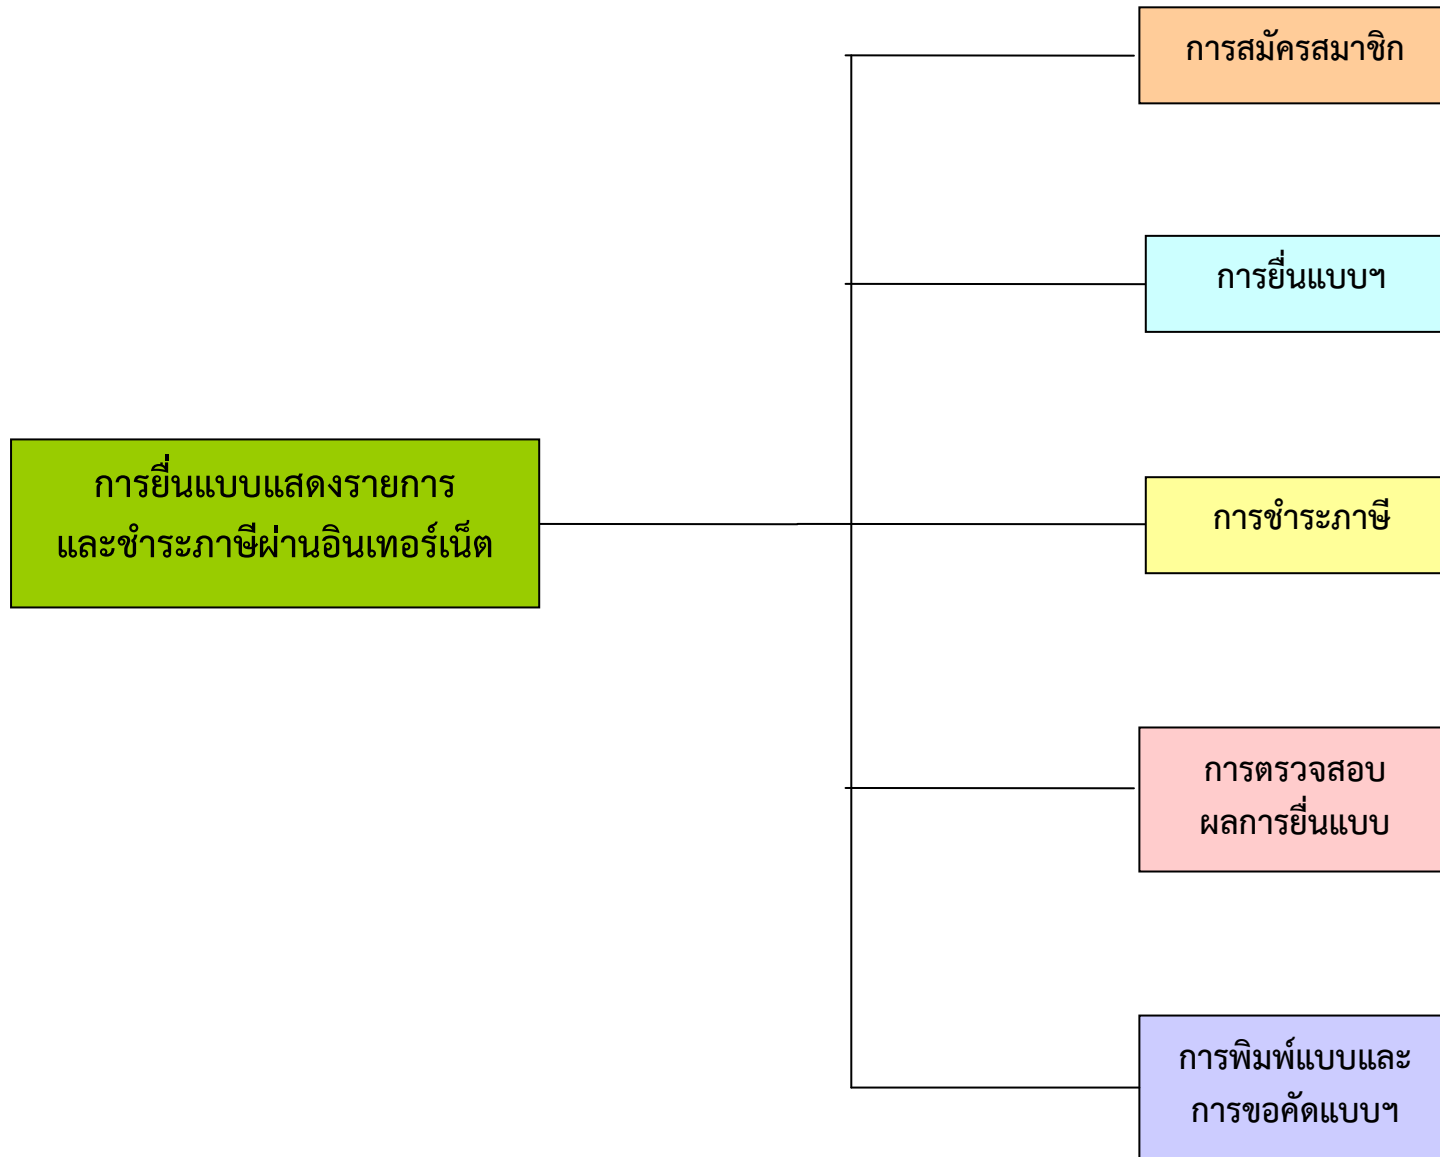 การสมัครสมาชิก
การยื่นแบบฯ
การยื่นแบบแสดงรายการ
และชำระภาษีผ่านอินเทอร์เน็ต
การชำระภาษี
การตรวจสอบ
ผลการยื่นแบบ
การพิมพ์แบบและ
การขอคัดแบบฯ